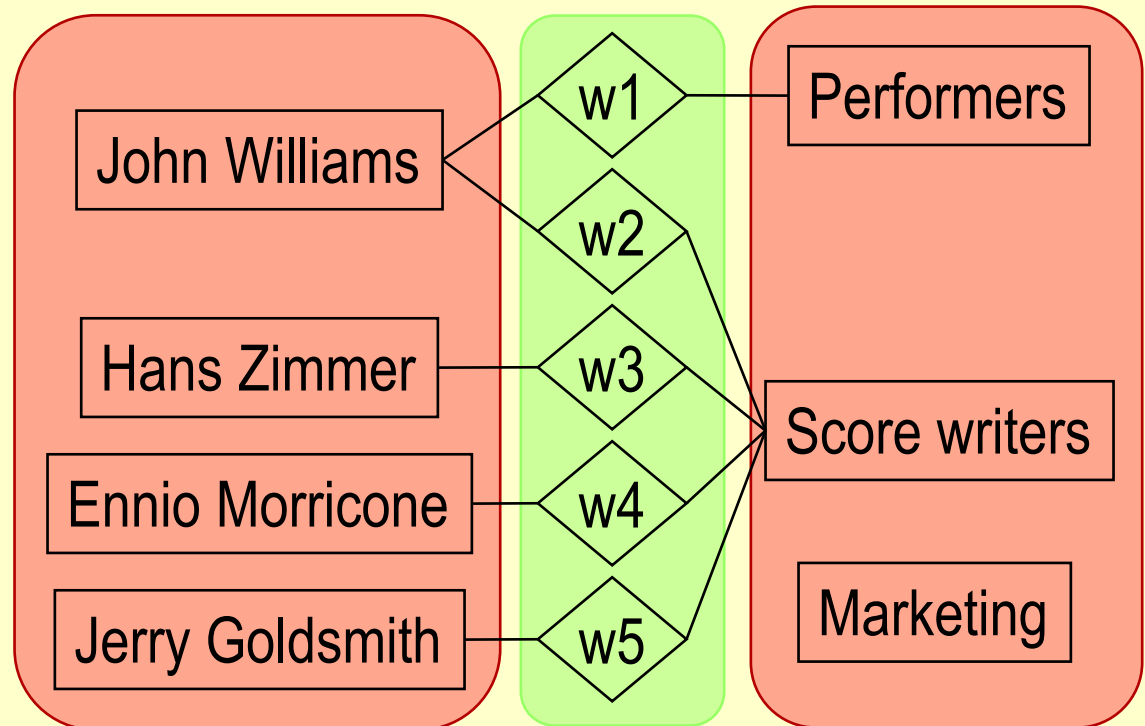 John Williams
Hans Zimmer
Ennio Morricone
Jerry Goldsmith
w1
w2
w3
w4
w5
Performers
Score writers
Marketing